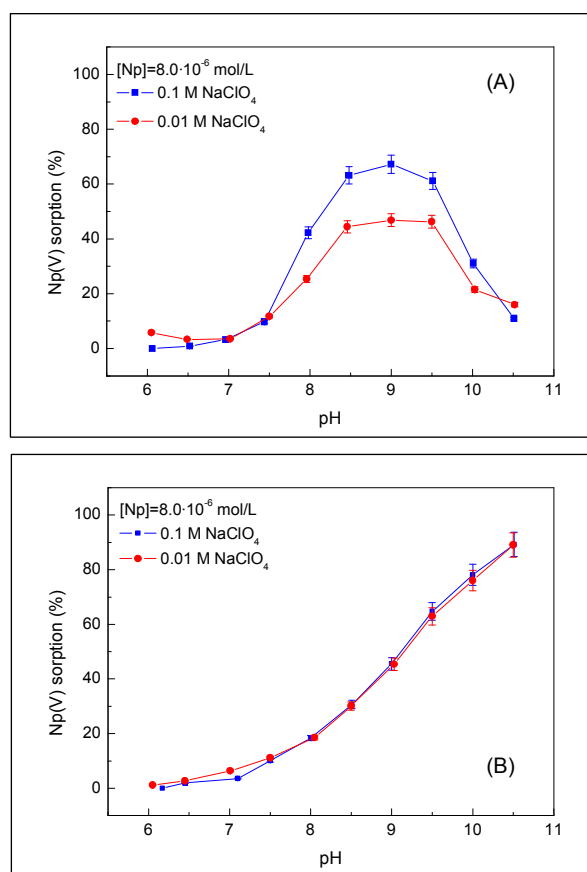 (A)
[Np]=8.0·10⁻⁶ mol/L
0.1 M NaClO₄
0.01 M NaClO₄
Np(V) sorption (%)
100
80
60
40
20
0
6 7 8 9 10 11
pH
[Np]=8.0·10⁻⁶ mol/L
0.1 M NaClO₄
0.01 M NaClO₄
Np(V) sorption (%)
100
80
60
40
20
0
(B)
6 7 8 9 10 11
pH